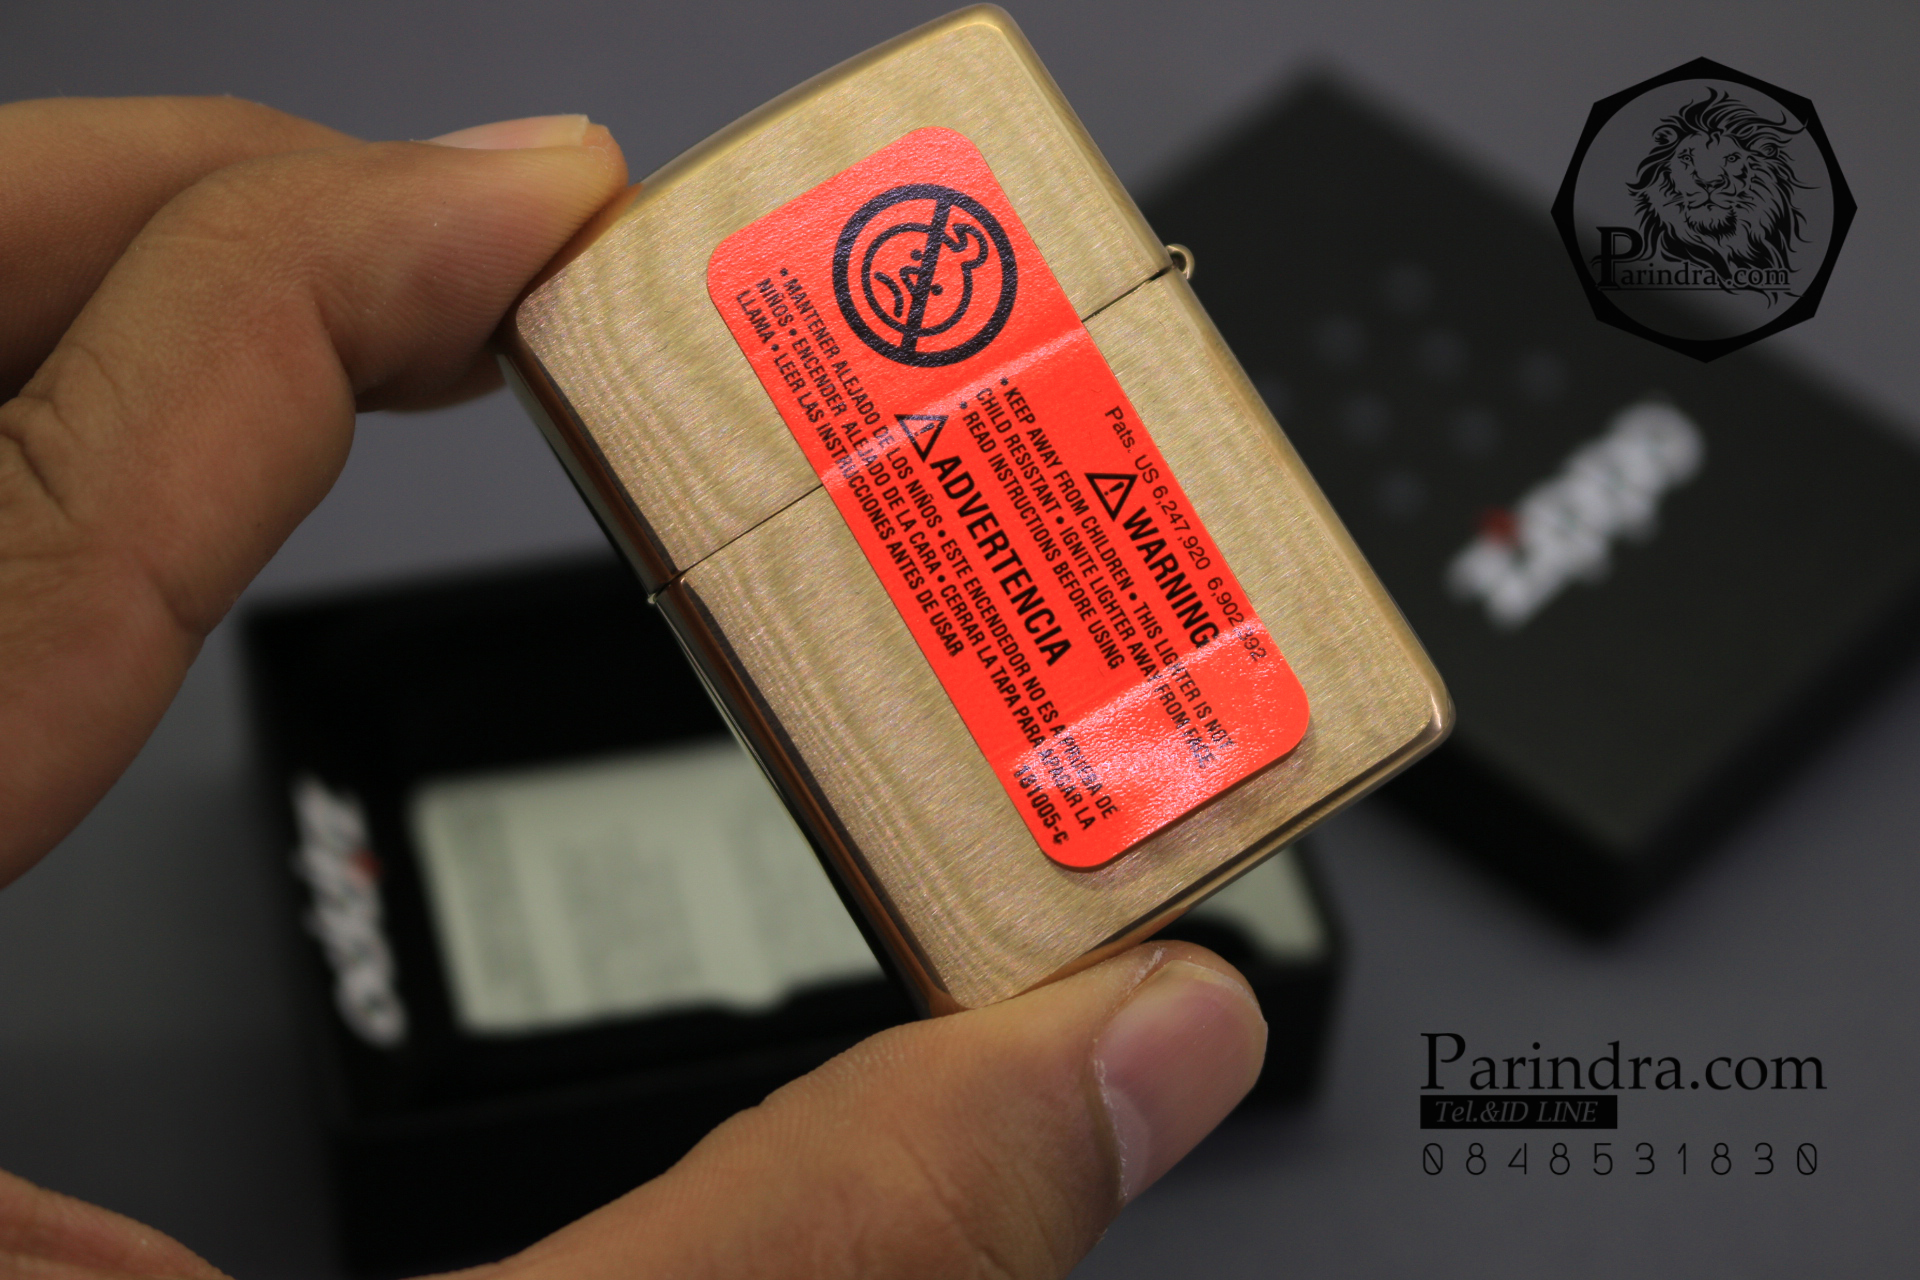 Parindra.com
Pats. US 6,247,920 6,902,392
WARNING
• KEEP AWAY FROM CHILDREN • THIS LIGHTER IS NOT
CHILD RESISTANT • IGNITE LIGHTER AWAY FROM FACE
• READ INSTRUCTIONS BEFORE USING
ADVERTENCIA
• MANTENER ALEJADO DE LOS NIÑOS • ESTE ENCENDEDOR NO ES A PRUEBA DE
NIÑOS • ENCENDER ALEJADO DE LA CARA • CERRAR LA TAPA PARA APAGAR LA
LLAMA • LEER LAS INSTRUCCIONES ANTES DE USAR
181005-C
zippo
zippo
Parindra.com
Tel.&ID LINE
0848531830